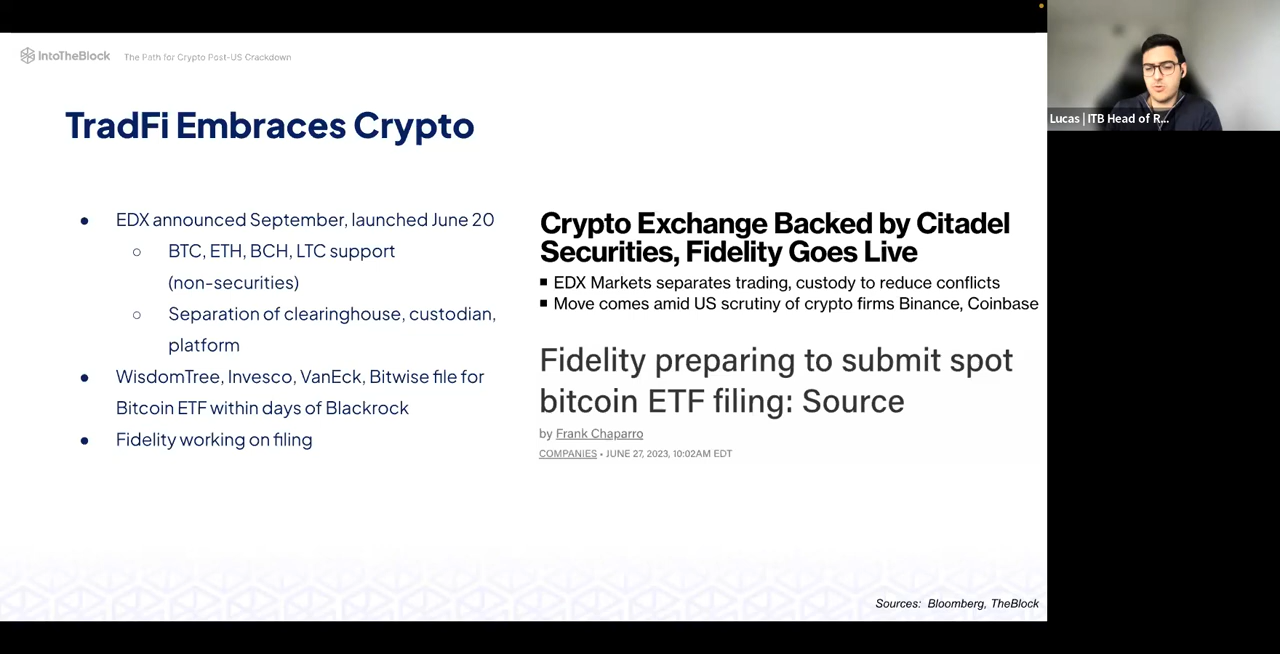 IntoTheBlock The Path for Crypto Post-US Crackdown
TradFi Embraces Crypto
● EDX announced September, launched June 20
○ BTC, ETH, BCH, LTC support
(non-securities)
○ Separation of clearinghouse, custodian,
platform
● WisdomTree, Invesco, VanEck, Bitwise file for
Bitcoin ETF within days of Blackrock
● Fidelity working on filing
Crypto Exchange Backed by Citadel
Securities, Fidelity Goes Live
■ EDX Markets separates trading, custody to reduce conflicts
■ Move comes amid US scrutiny of crypto firms Binance, Coinbase
Fidelity preparing to submit spot
bitcoin ETF filing: Source
by Frank Chaparro
COMPANIES • JUNE 27, 2023, 10:02AM EDT
Sources: Bloomberg, TheBlock
Lucas | ITB Head of R...